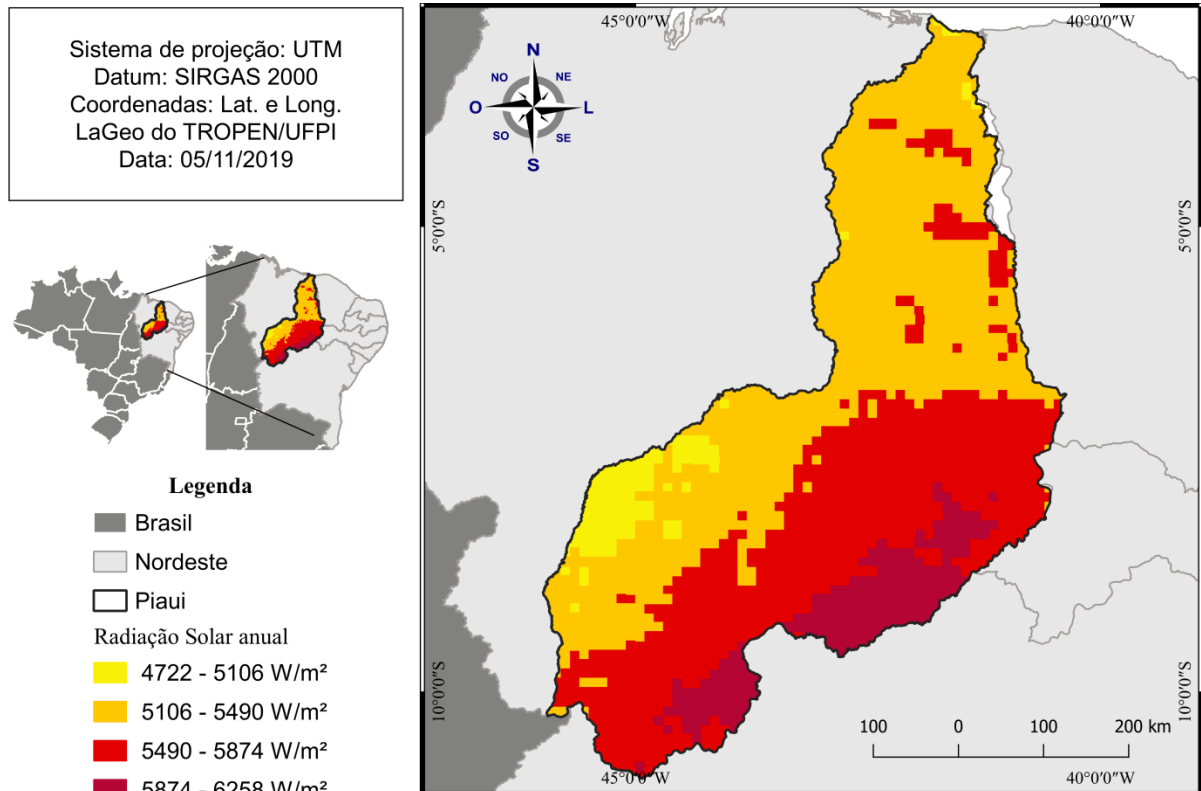 Sistema de projeção: UTM
Datum: SIRGAS 2000
Coordenadas: Lat. e Long.
LaGeo do TROPEN/UFPI
Data: 05/11/2019
45°0'0"W
40°0'0"W
N
NO
NE
O
L
SO
SE
S
5°0'0"S
5°0'0"S
Legenda
Brasil
Nordeste
Piaui
Radiação Solar anual
4722 - 5106 W/m²
5106 - 5490 W/m²
5490 - 5874 W/m²
5874 - 6258 W/m²
10°0'0"S
10°0'0"S
100 0 100 200 km
45°0'0"W
40°0'0"W